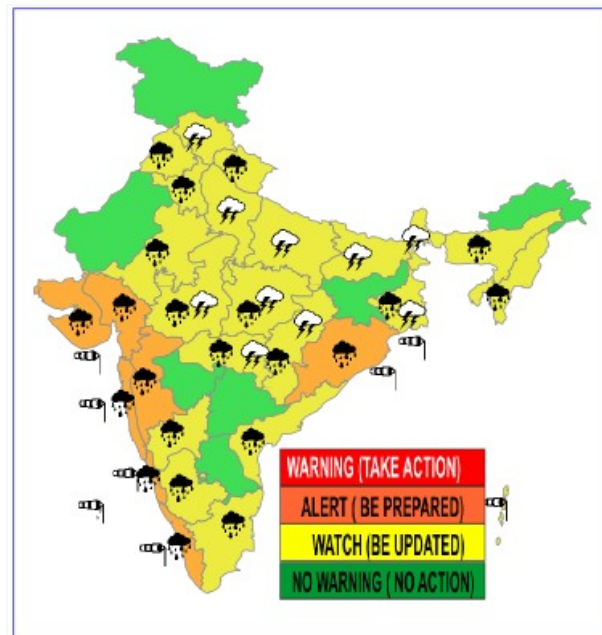 WARNING (TAKE ACTION)
ALERT ( BE PREPARED)
WATCH (BE UPDATED)
NO WARNING ( NO ACTION)